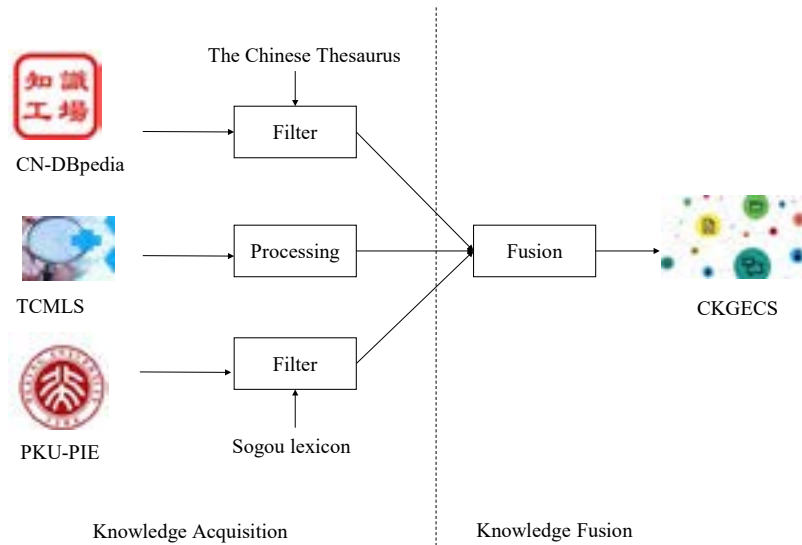 The Chinese Thesaurus
知識
工場
Filter
CN-DBpedia
Processing
Fusion
TCMLS
CKGECS
Filter
PKU-PIE
Sogou lexicon
Knowledge Acquisition
Knowledge Fusion